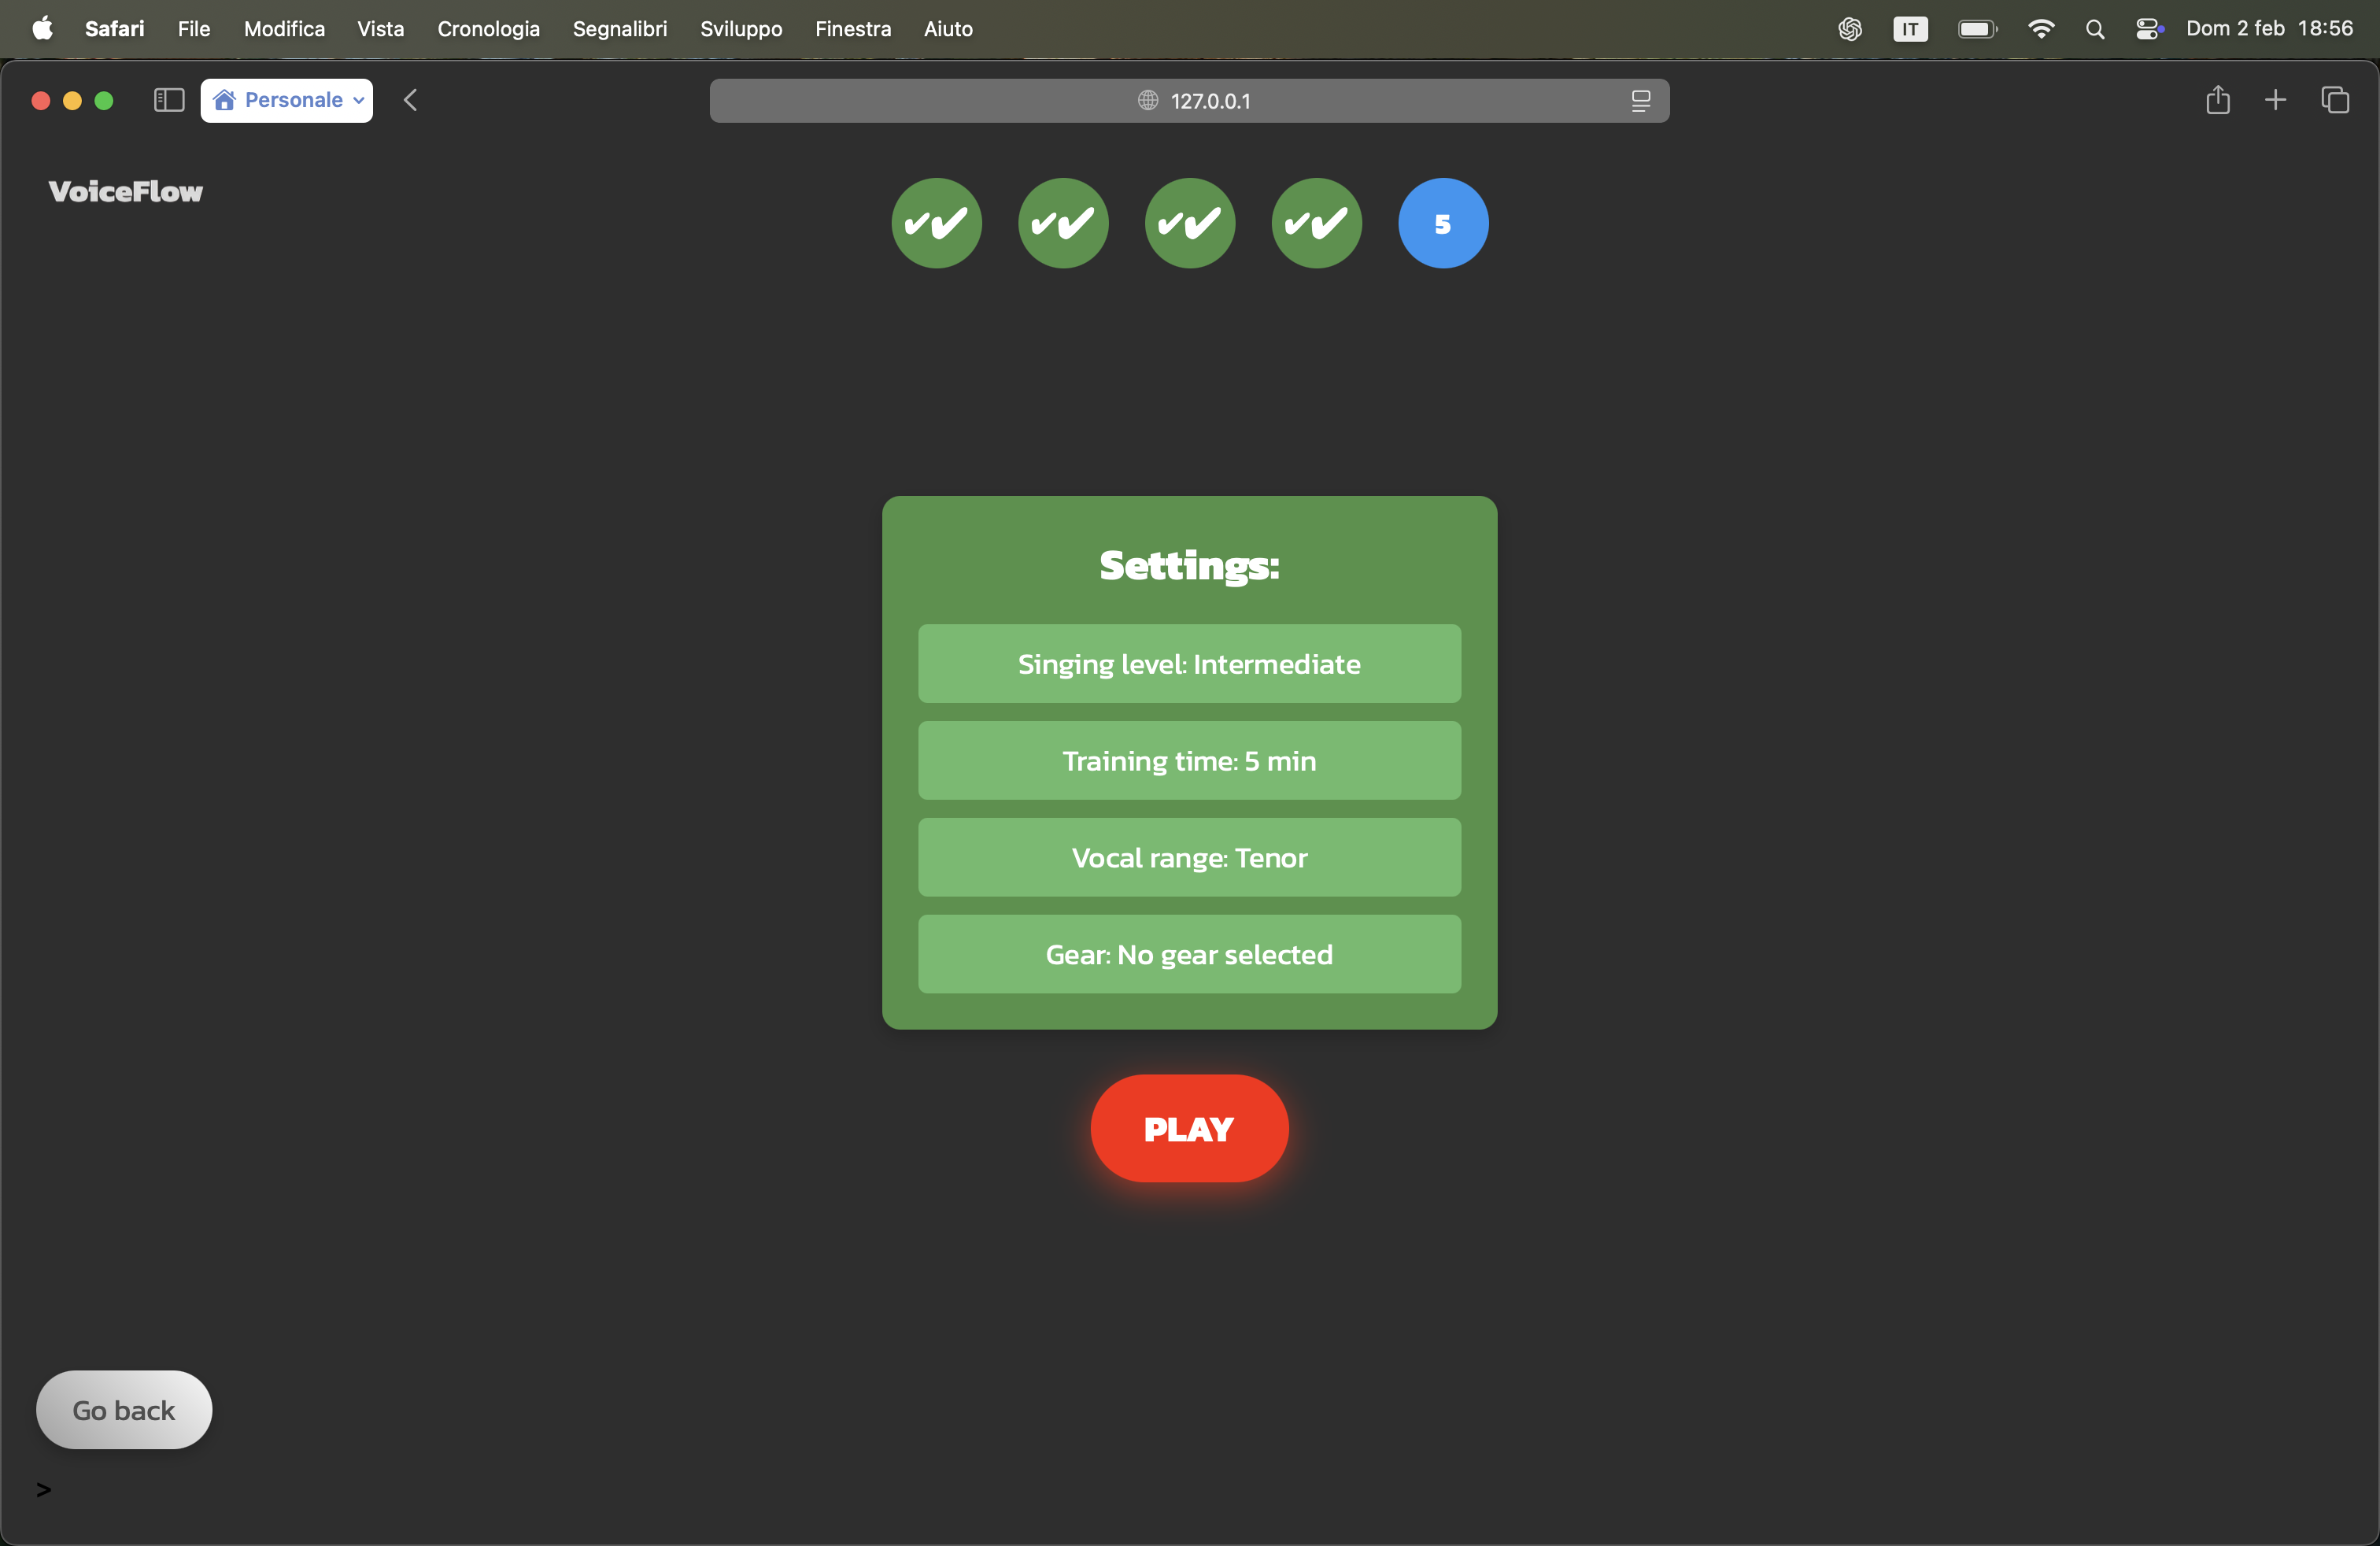 Safari File Modifica Vista Cronologia Segnalibri Sviluppo Finestra Aiuto IT Dom 2 feb 18:56
Personale 127.0.0.1
VoiceFlow
✔✔ ✔✔ ✔✔ ✔✔ 5
Settings:
Singing level: Intermediate
Training time: 5 min
Vocal range: Tenor
Gear: No gear selected
PLAY
Go back
>